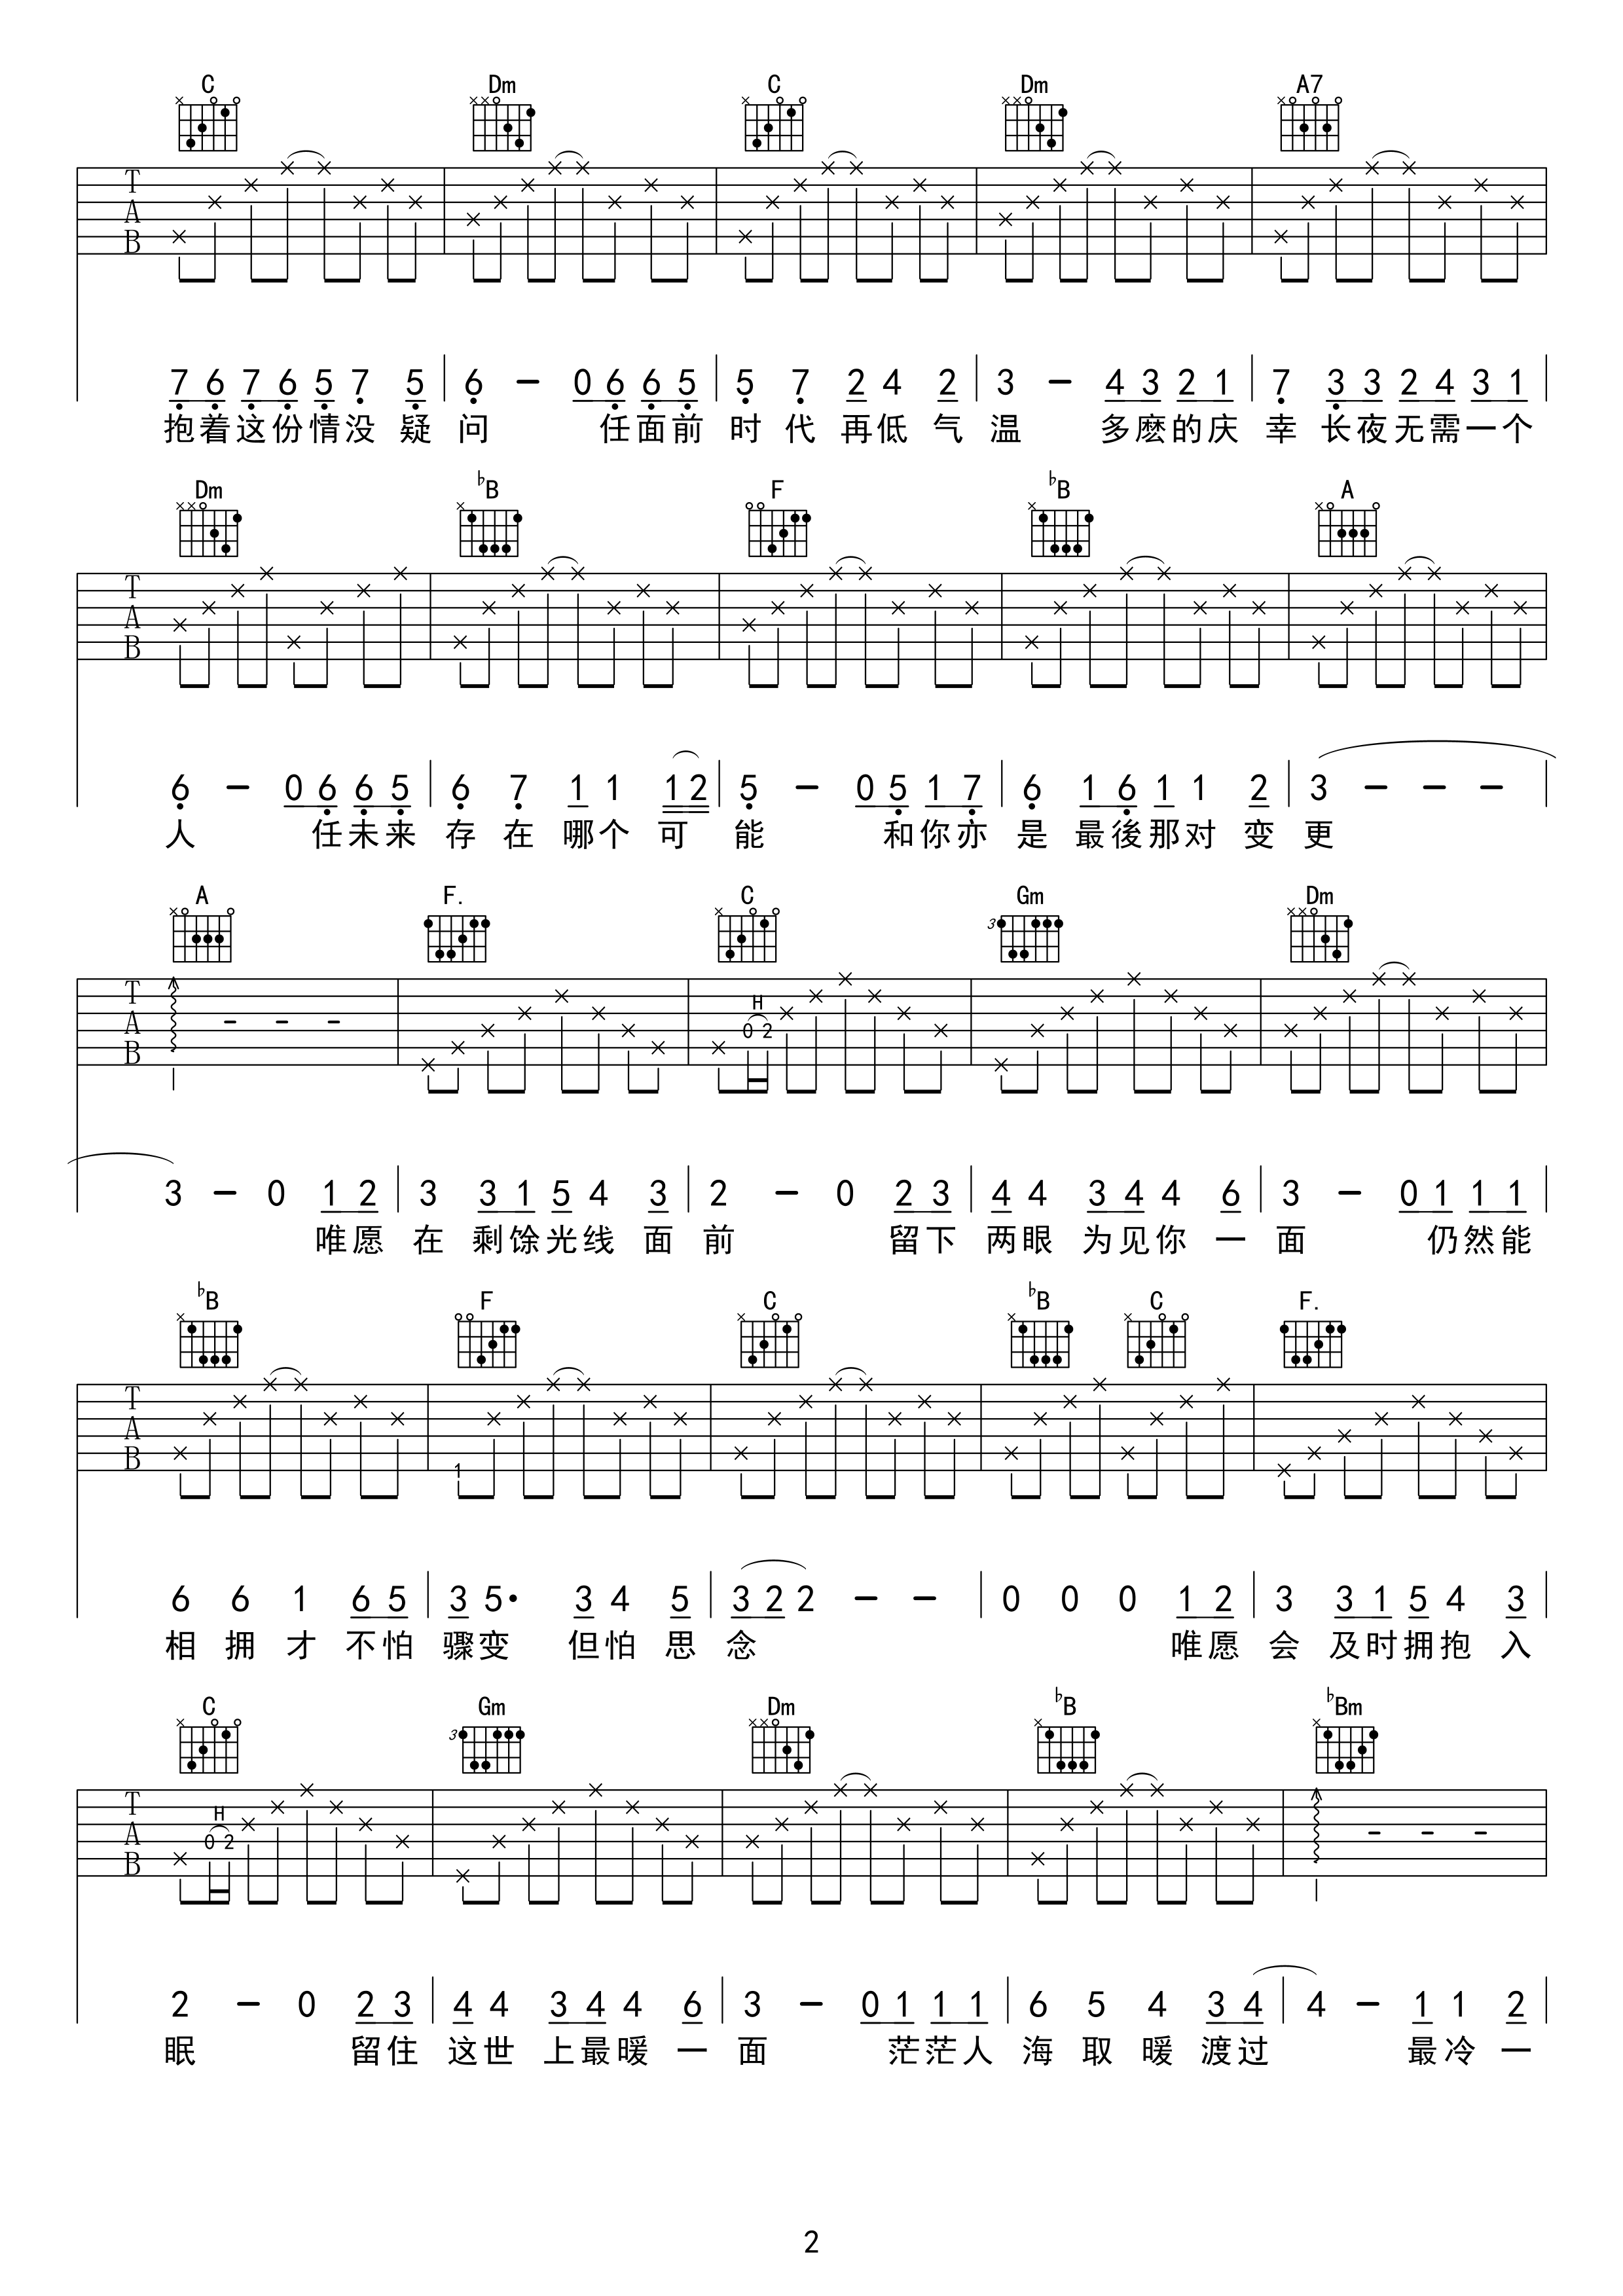 C Dm C Dm A7
T A B
7 6 7 6 5 7 5 | 6 - 0 6 6 5 | 5 7 2 4 2 | 3 - 4 3 2 1 | 7 3 3 2 4 3 1
抱着这份情没 疑 问 任面前 时 代 再低 气 温 多麽的庆 幸 长夜无需一个
Dm ♭B F ♭B A
T A B
6 - 0 6 6 5 | 6 7 1 1 1 2 | 5 - 0 5 1 7 | 6 1 6 1 1 2 | 3 - - -
人 任未来 存 在 哪个 可 能 和你亦 是 最後那对 变 更
A F. C Gm Dm
H
T A B 0 2
3 - 0 1 2 | 3 3 1 5 4 3 | 2 - 0 2 3 | 4 4 3 4 4 6 | 3 - 0 1 1 1
唯愿 在 剩馀光线 面 前 留下 两眼 为见你 一 面 仍然能
♭B F C ♭B C F.
T A B 1
6 6 1 6 5 | 3 5· 3 4 5 | 3 2 2 - - | 0 0 0 1 2 | 3 3 1 5 4 3
相 拥 才 不怕 骤变 但怕 思 念 唯愿 会 及时拥抱 入
C Gm Dm ♭B ♭Bm
H
T A B 0 2
2 - 0 2 3 | 4 4 3 4 4 6 | 3 - 0 1 1 1 | 6 5 4 3 4 | 4 - 1 1 2
眠 留住 这世 上最暖 一 面 茫茫人 海 取 暖 渡过 最冷 一
2